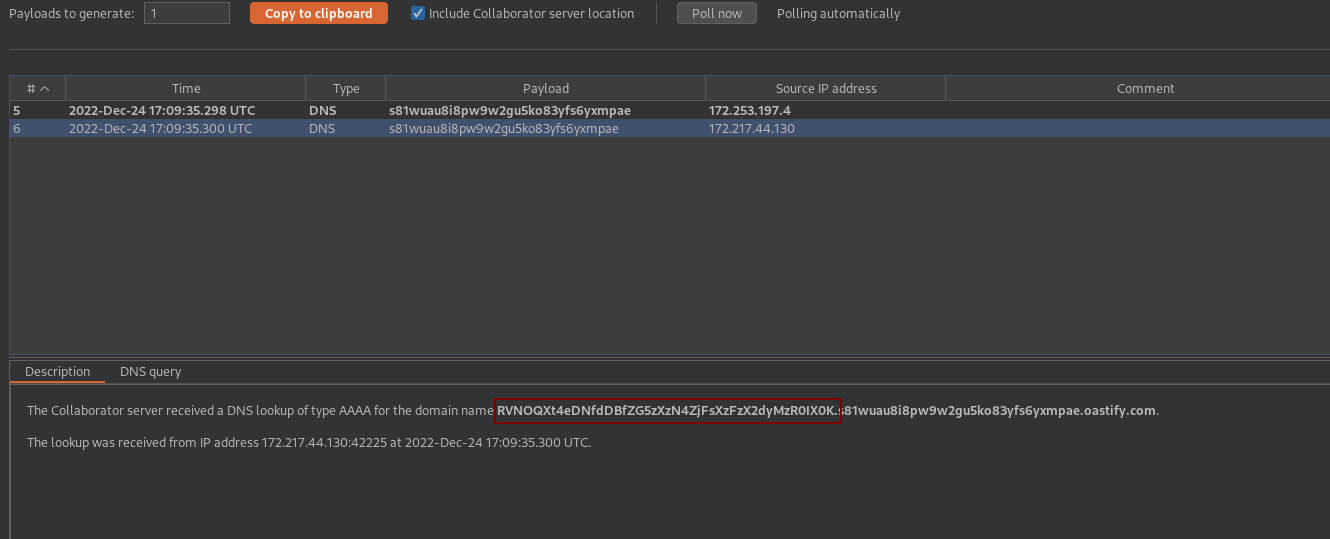 Payloads to generate: 1 Copy to clipboard Include Collaborator server location Poll now Polling automatically
# Time Type Payload Source IP address Comment
5 2022-Dec-24 17:09:35.298 UTC DNS s81wuau8i8pw9w2gu5ko83yfs6yxmpae 172.253.197.4
6 2022-Dec-24 17:09:35.300 UTC DNS s81wuau8i8pw9w2gu5ko83yfs6yxmpae 172.217.44.130
Description DNS query
The Collaborator server received a DNS lookup of type AAAA for the domain name RVNOQXt4eDNfdDBfZG5zXzN4ZjFsXzFzX2dyMzR0IX0K.s81wuau8i8pw9w2gu5ko83yfs6yxmpae.oastify.com.
The lookup was received from IP address 172.217.44.130:42225 at 2022-Dec-24 17:09:35.300 UTC.